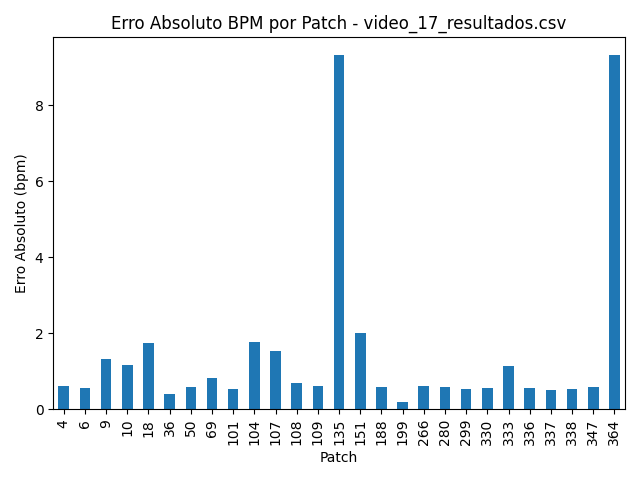 Erro Absoluto BPM por Patch - video_17_resultados.csv
Erro Absoluto (bpm)
8
6
4
2
0
4 6 9 10 18 36 50 69 101 104 107 108 109 135 151 188 199 266 280 299 330 333 336 337 338 347 364
Patch